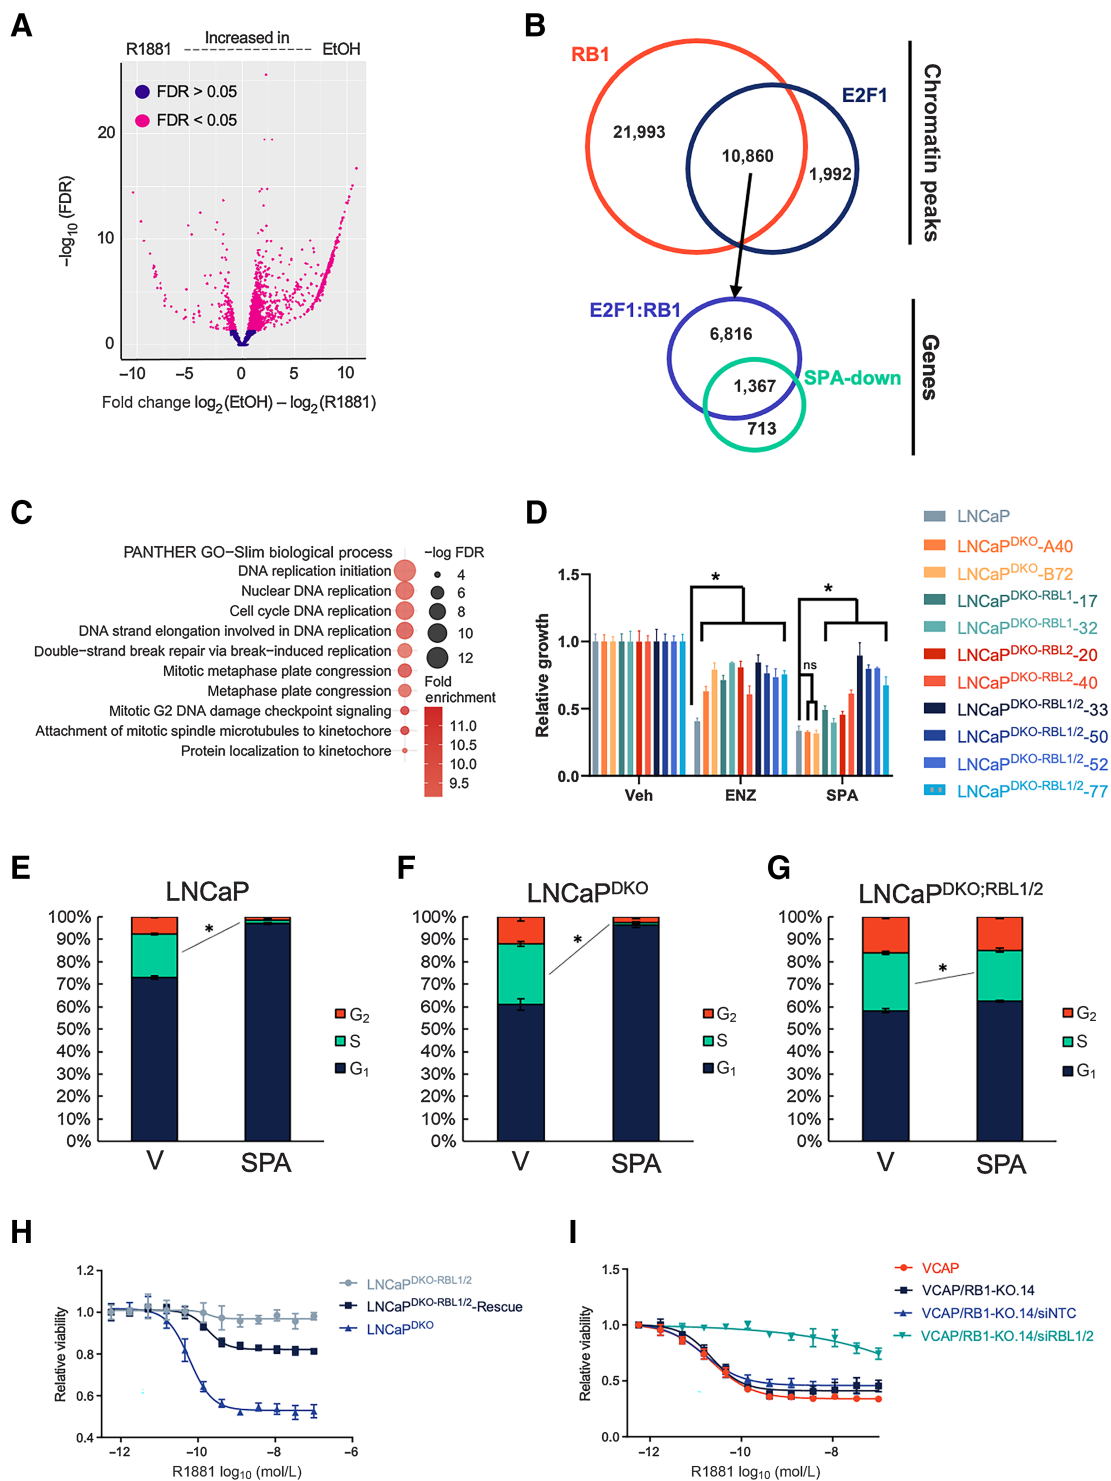 A
Increased in
R1881
EtOH
FDR > 0.05
FDR < 0.05
−log10 (FDR)
20
10
0
−10
−5
0
5
10
Fold change log2(EtOH) − log2(R1881)
B
RB1
E2F1
21,993
10,860
1,992
Chromatin peaks
E2F1:RB1
6,816
1,367
SPA-down
713
Genes
C
PANTHER GO−Slim biological process
DNA replication initiation
Nuclear DNA replication
Cell cycle DNA replication
DNA strand elongation involved in DNA replication
Double−strand break repair via break−induced replication
Mitotic metaphase plate congression
Metaphase plate congression
Mitotic G2 DNA damage checkpoint signaling
Attachment of mitotic spindle microtubules to kinetochore
Protein localization to kinetochore
−log FDR
4
6
8
10
12
Fold
enrichment
11.0
10.5
10.0
9.5
D
Relative growth
1.5
1.0
0.5
0.0
*
*
ns
Veh
ENZ
SPA
LNCaP
LNCaPDKO-A40
LNCaPDKO-B72
LNCaPDKO-RBL1-17
LNCaPDKO-RBL1-32
LNCaPDKO-RBL2-20
LNCaPDKO-RBL2-40
LNCaPDKO-RBL1/2-33
LNCaPDKO-RBL1/2-50
LNCaPDKO-RBL1/2-52
LNCaPDKO-RBL1/2-77
E
LNCaP
100%
90%
80%
70%
60%
50%
40%
30%
20%
10%
0%
*
V
SPA
G2
S
G1
F
LNCaPDKO
100%
90%
80%
70%
60%
50%
40%
30%
20%
10%
0%
*
V
SPA
G2
S
G1
G
LNCaPDKO;RBL1/2
100%
90%
80%
70%
60%
50%
40%
30%
20%
10%
0%
*
V
SPA
G2
S
G1
H
Relative viability
1.2
1.0
0.8
0.6
0.4
−12
−10
−8
−6
R1881 log10 (mol/L)
LNCaPDKO-RBL1/2
LNCaPDKO-RBL1/2-Rescue
LNCaPDKO
I
Relative viability
1.5
1.0
0.5
0.0
−12
−10
−8
R1881 log10 (mol/L)
VCAP
VCAP/RB1-KO.14
VCAP/RB1-KO.14/siNTC
VCAP/RB1-KO.14/siRBL1/2